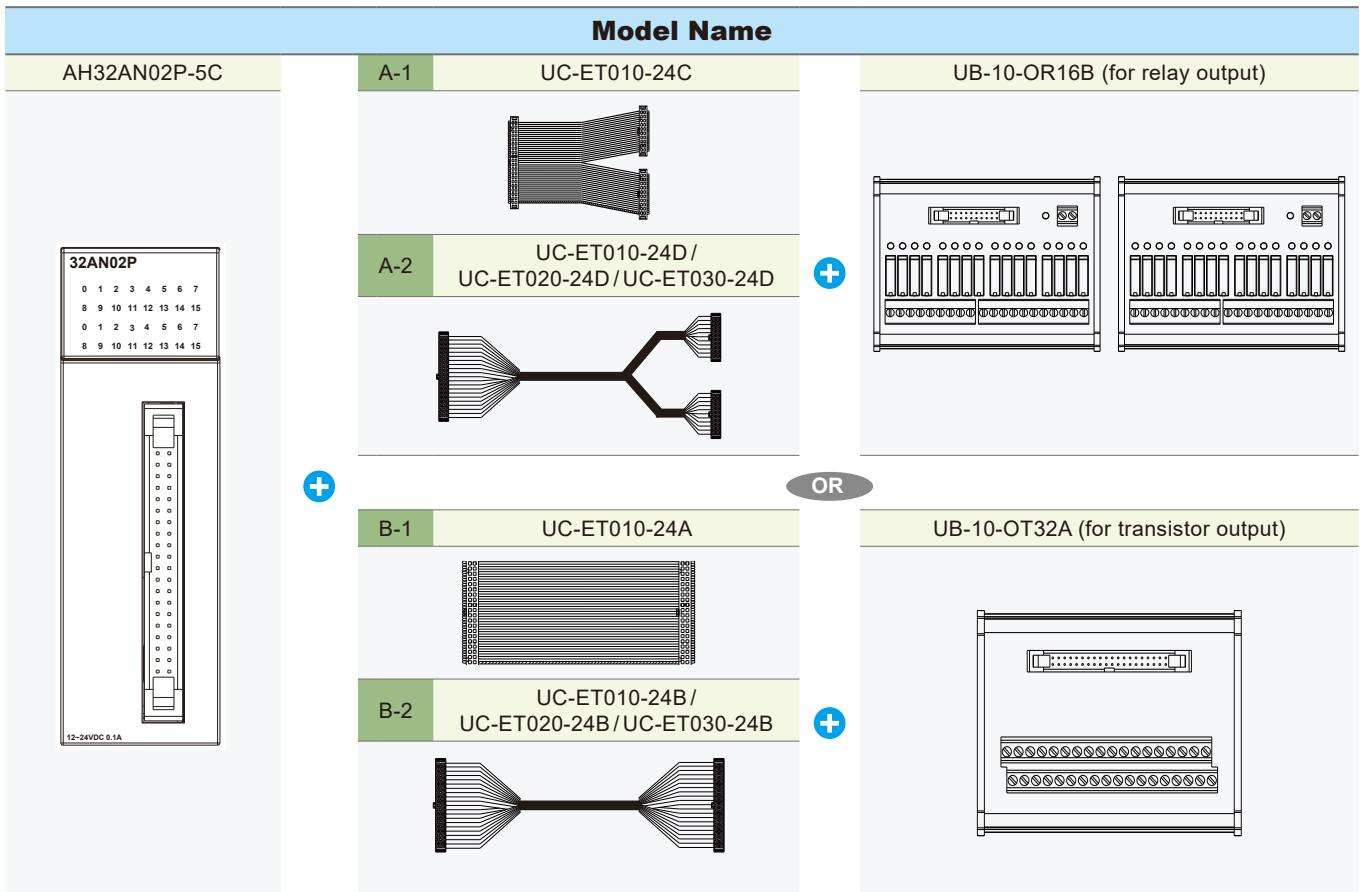 Model Name
AH32AN02P-5C
32AN02P
0 1 2 3 4 5 6 7
8 9 10 11 12 13 14 15
0 1 2 3 4 5 6 7
8 9 10 11 12 13 14 15
12~24VDC 0.1A
A-1 UC-ET010-24C
A-2
UC-ET010-24D/
UC-ET020-24D/UC-ET030-24D
UB-10-OR16B (for relay output)
OR
B-1 UC-ET010-24A
B-2
UC-ET010-24B/
UC-ET020-24B/UC-ET030-24B
UB-10-OT32A (for transistor output)